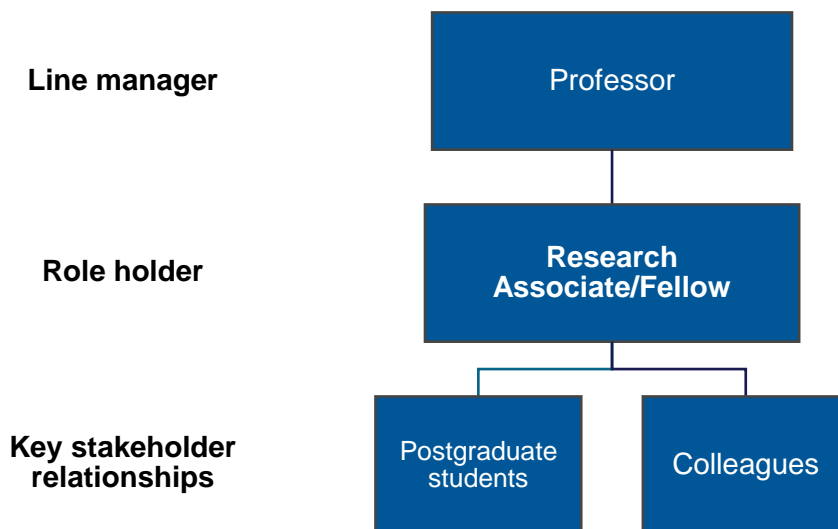 Line manager
Professor
Role holder
Research
Associate/Fellow
Key stakeholder
relationships
Postgraduate
students
Colleagues